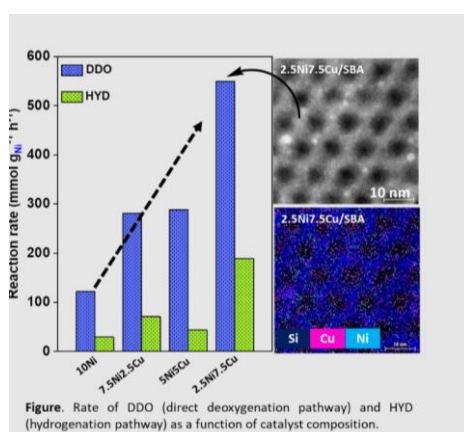 600
500
400
300
200
100
0
Reaction rate (mmol gNi⁻¹ h⁻¹)
DDO
HYD
10Ni
7.5Ni2.5Cu
5Ni5Cu
2.5Ni7.5Cu
2.5Ni7.5Cu/SBA
10 nm
2.5Ni7.5Cu/SBA
Si Cu Ni
10 nm
Figure. Rate of DDO (direct deoxygenation pathway) and HYD
(hydrogenation pathway) as a function of catalyst composition.